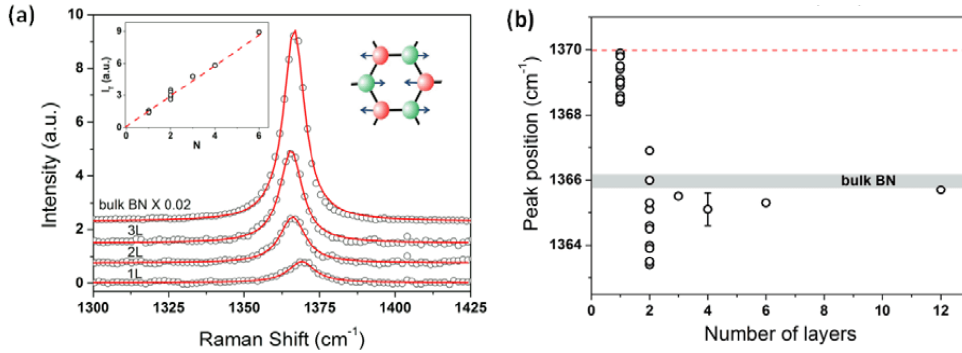 (a)
10
8
6
4
2
0
Intensity (a.u.)
9
6
3
0
I_T (a.u.)
0 2 4 6
N
bulk BN X 0.02
3L
2L
1L
1300 1325 1350 1375 1400 1425
Raman Shift (cm⁻¹)
(b)
1370
1368
1366
1364
Peak position (cm⁻¹)
bulk BN
0 2 4 6 8 10 12
Number of layers